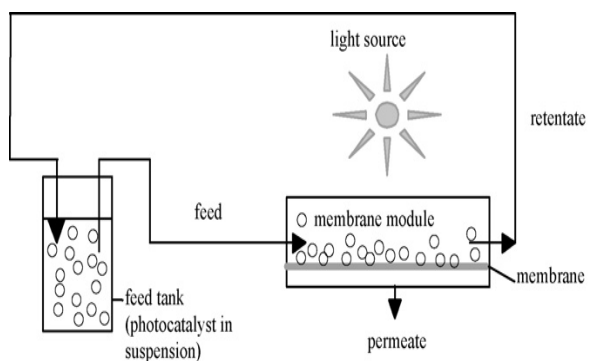 light source
retentate
feed
membrane module
membrane
feed tank
(photocatalyst in
suspension)
permeate